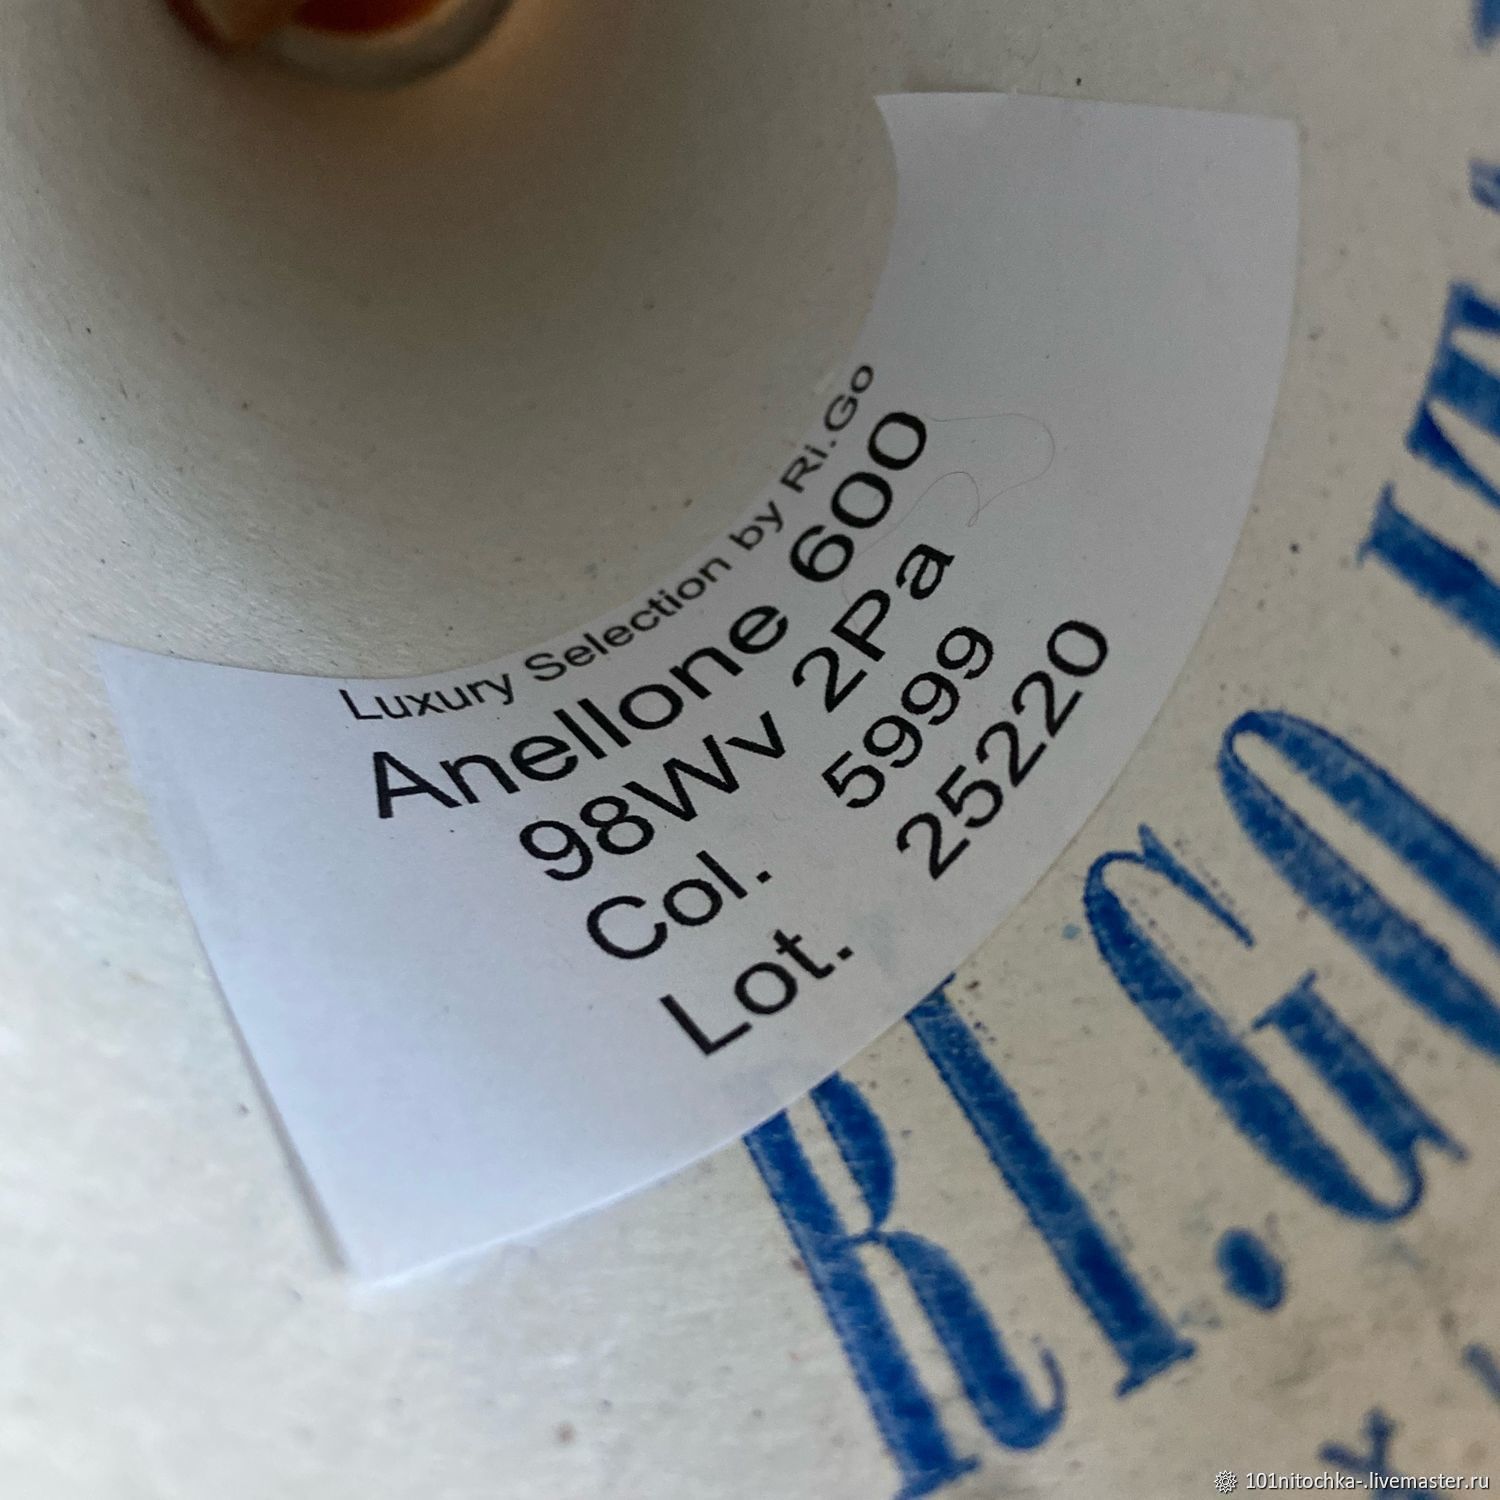 Luxury Selection by Ri.Go
Anellone 600
98Wv 2Pa
Col. 5999
Lot. 25220
RI.GO
101nitochka-.livemaster.ru